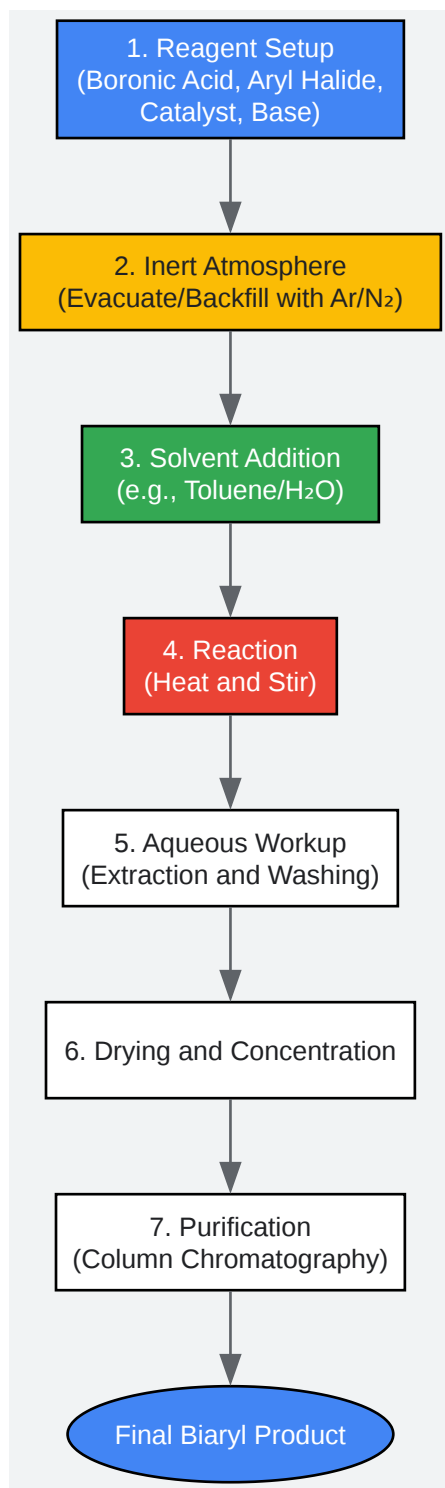 1. Reagent Setup
(Boronic Acid, Aryl Halide,
Catalyst, Base)
2. Inert Atmosphere
(Evacuate/Backfill with Ar/N₂)
3. Solvent Addition
(e.g., Toluene/H₂O)
4. Reaction
(Heat and Stir)
5. Aqueous Workup
(Extraction and Washing)
6. Drying and Concentration
7. Purification
(Column Chromatography)
Final Biaryl Product